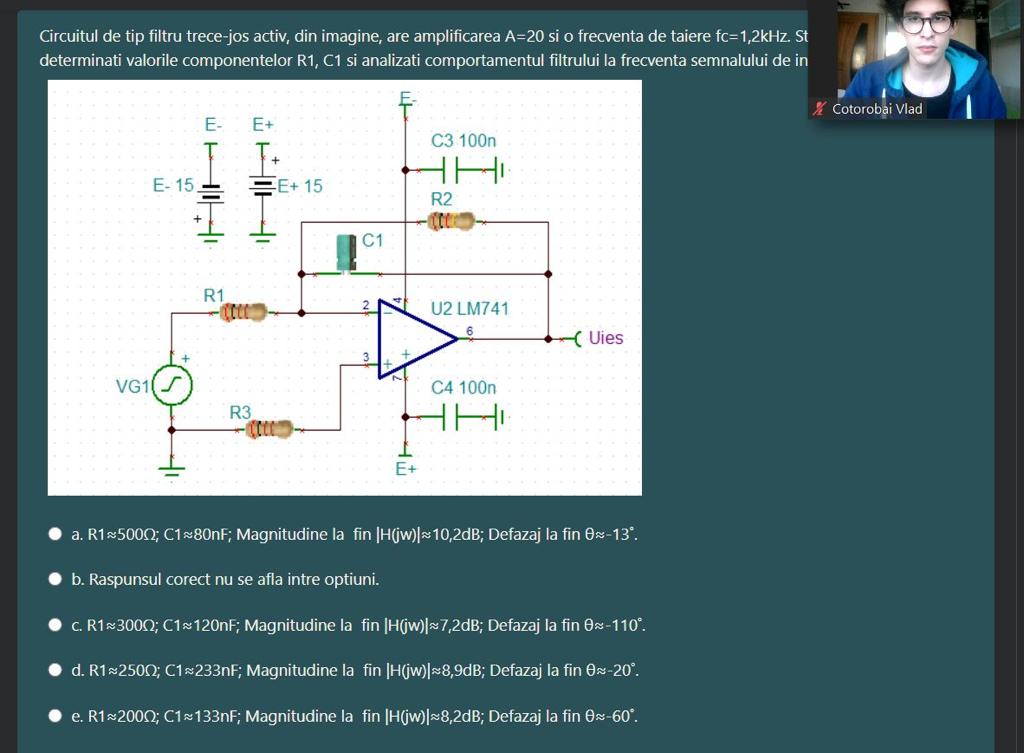 Circuitul de tip filtru trece-jos activ, din imagine, are amplificarea A=20 si o frecventa de taiere fc=1,2kHz. St
determinati valorile componentelor R1, C1 si analizati comportamentul filtrului la frecventa semnalului de in
Cotorobai Vlad
E-
E- E+
C3 100n
+
E- 15 E+ 15
R2
+
C1
R1
2 4 U2 LM741
-
6
Uies
+
3
+ +
VG1
7
C4 100n
R3
E+
a. R1≈500Ω; C1≈80nF; Magnitudine la fin |H(jw)|≈10,2dB; Defazaj la fin θ≈-13°.
b. Raspunsul corect nu se afla intre optiuni.
c. R1≈300Ω; C1≈120nF; Magnitudine la fin |H(jw)|≈7,2dB; Defazaj la fin θ≈-110°.
d. R1≈250Ω; C1≈233nF; Magnitudine la fin |H(jw)|≈8,9dB; Defazaj la fin θ≈-20°.
e. R1≈200Ω; C1≈133nF; Magnitudine la fin |H(jw)|≈8,2dB; Defazaj la fin θ≈-60°.